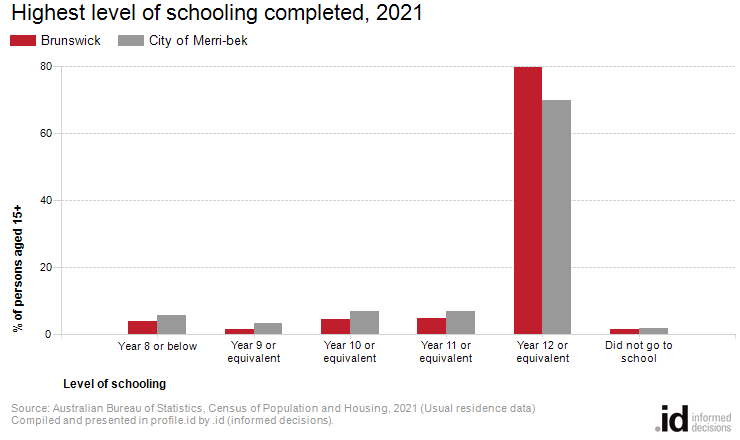 Highest level of schooling completed, 2021
Brunswick City of Merri-bek
80
60
40
20
0
% of persons aged 15+
Year 8 or below Year 9 or equivalent Year 10 or equivalent Year 11 or equivalent Year 12 or equivalent Did not go to school
Level of schooling
Source: Australian Bureau of Statistics, Census of Population and Housing, 2021 (Usual residence data)
Compiled and presented in profile.id by .id (informed decisions).
.id informed decisions